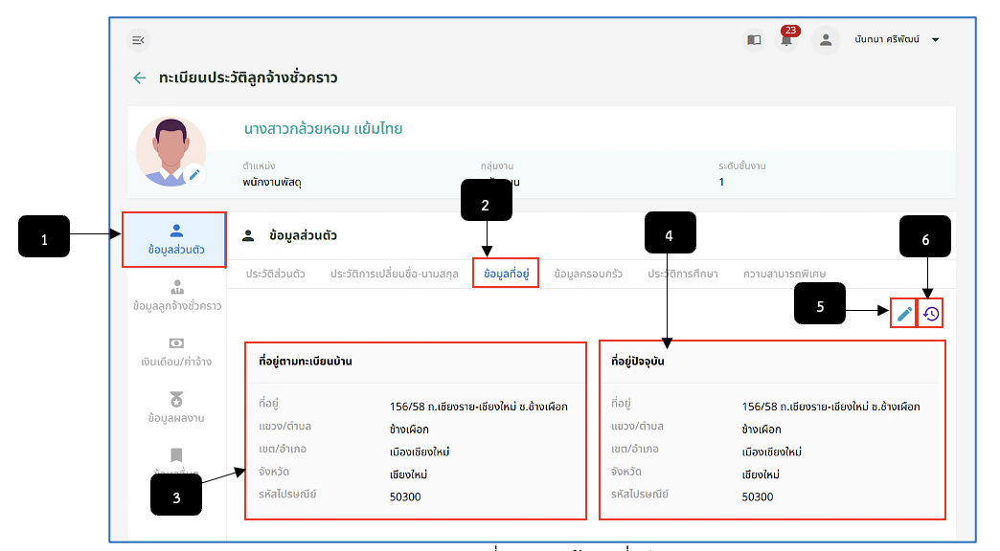 23
นันทนา ศรีพัฒน์
ทะเบียนประวัติลูกจ้างชั่วคราว
นางสาวกล้วยหอม แย้มไทย
ตำแหน่ง กลุ่มงาน ระดับชั้นงาน
พนักงานพัสดุ 1
2
1 4 6
ข้อมูลส่วนตัว
ข้อมูลส่วนตัว
ประวัติส่วนตัว ประวัติการเปลี่ยนชื่อ-นามสกุล ข้อมูลที่อยู่ ข้อมูลครอบครัว ประวัติการศึกษา ความสามารถพิเศษ
ข้อมูลลูกจ้างชั่วคราว
5
เงินเดือน/ค่าจ้าง
ข้อมูลผลงาน
3
ที่อยู่ตามทะเบียนบ้าน
ที่อยู่ 156/58 ถ.เชียงราย-เชียงใหม่ ซ.ช้างเผือก
แขวง/ตำบล ช้างเผือก
เขต/อำเภอ เมืองเชียงใหม่
จังหวัด เชียงใหม่
รหัสไปรษณีย์ 50300
ที่อยู่ปัจจุบัน
ที่อยู่ 156/58 ถ.เชียงราย-เชียงใหม่ ซ.ช้างเผือก
แขวง/ตำบล ช้างเผือก
เขต/อำเภอ เมืองเชียงใหม่
จังหวัด เชียงใหม่
รหัสไปรษณีย์ 50300